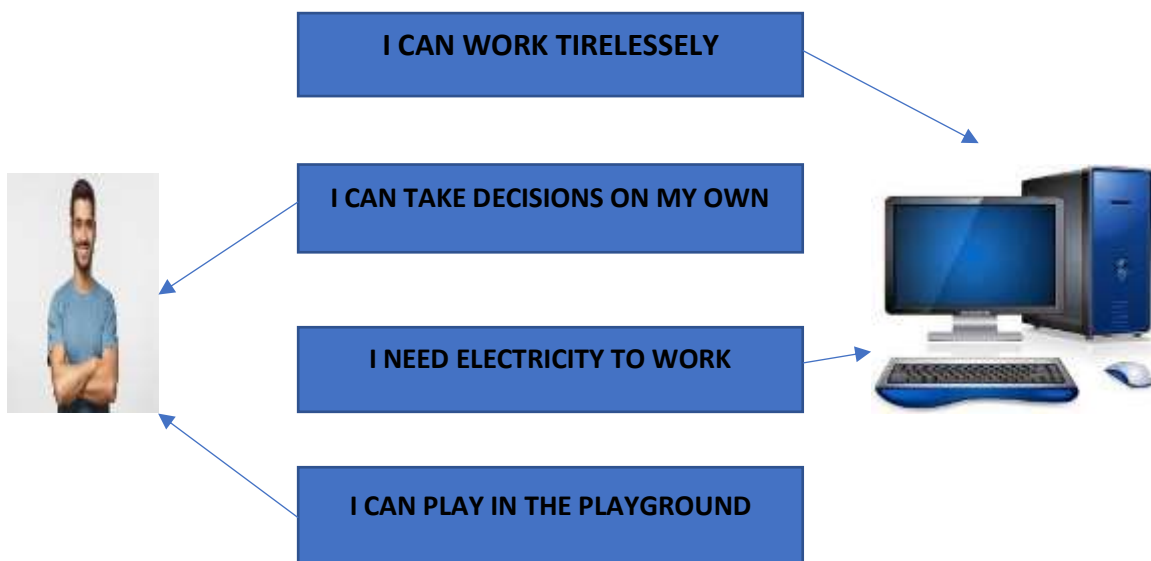 I CAN WORK TIRELESSELY
I CAN TAKE DECISIONS ON MY OWN
I NEED ELECTRICITY TO WORK
I CAN PLAY IN THE PLAYGROUND